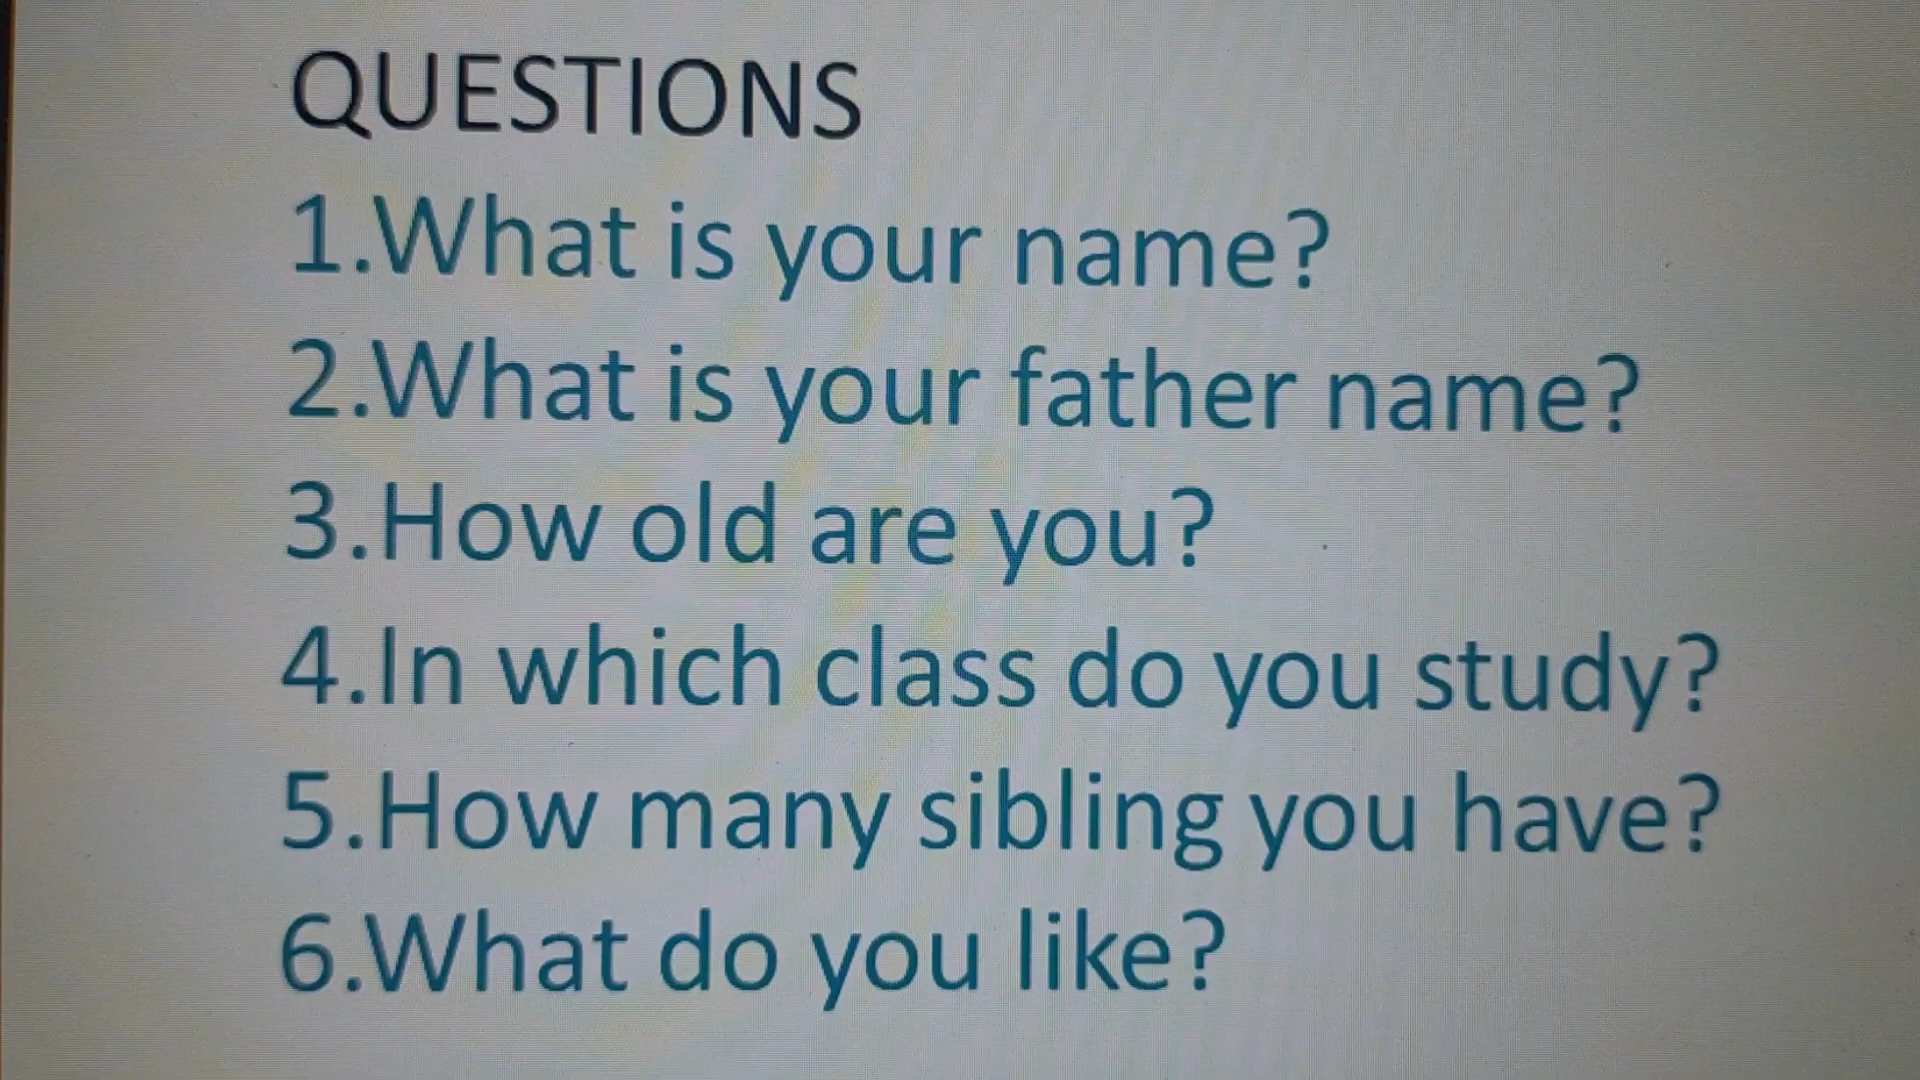 QUESTIONS
1.What is your name?
2.What is your father name?
3.How old are you?
4.In which class do you study?
5.How many sibling you have?
6.What do you like?